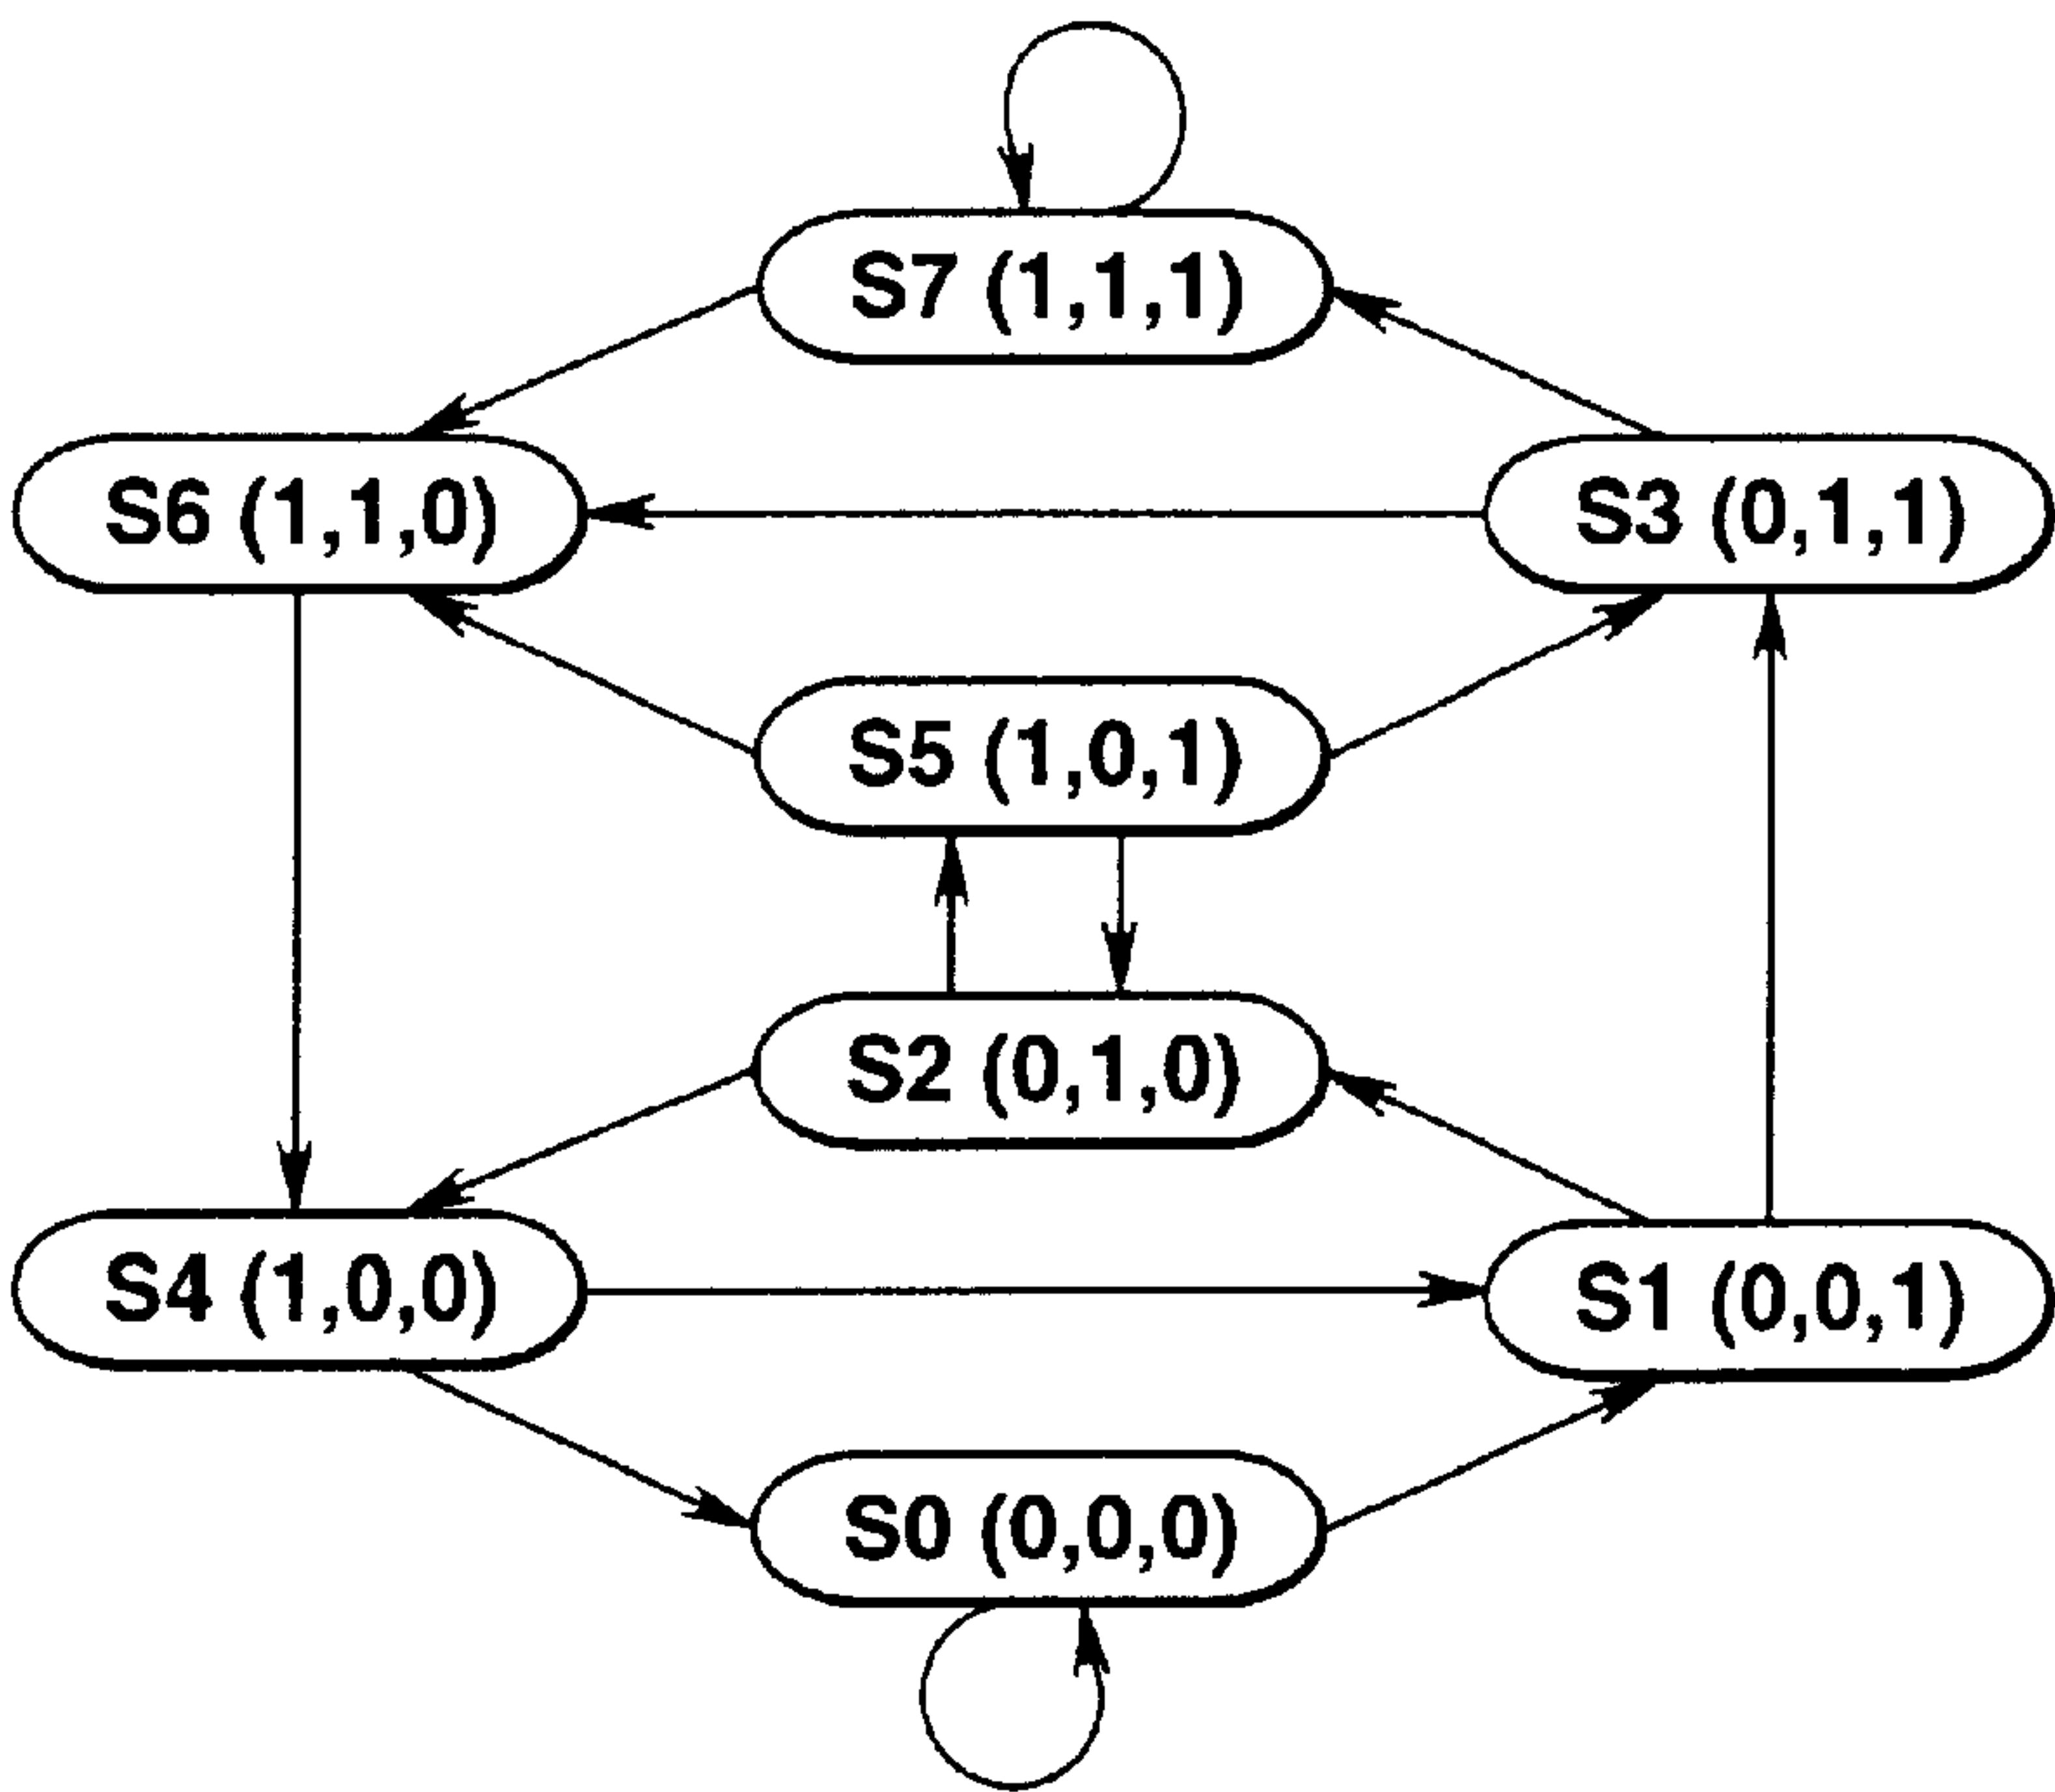 S7 (1,1,1)
S6 (1,1,0)
S3 (0,1,1)
S5 (1,0,1)
S2 (0,1,0)
S4 (1,0,0)
S1 (0,0,1)
S0 (0,0,0)